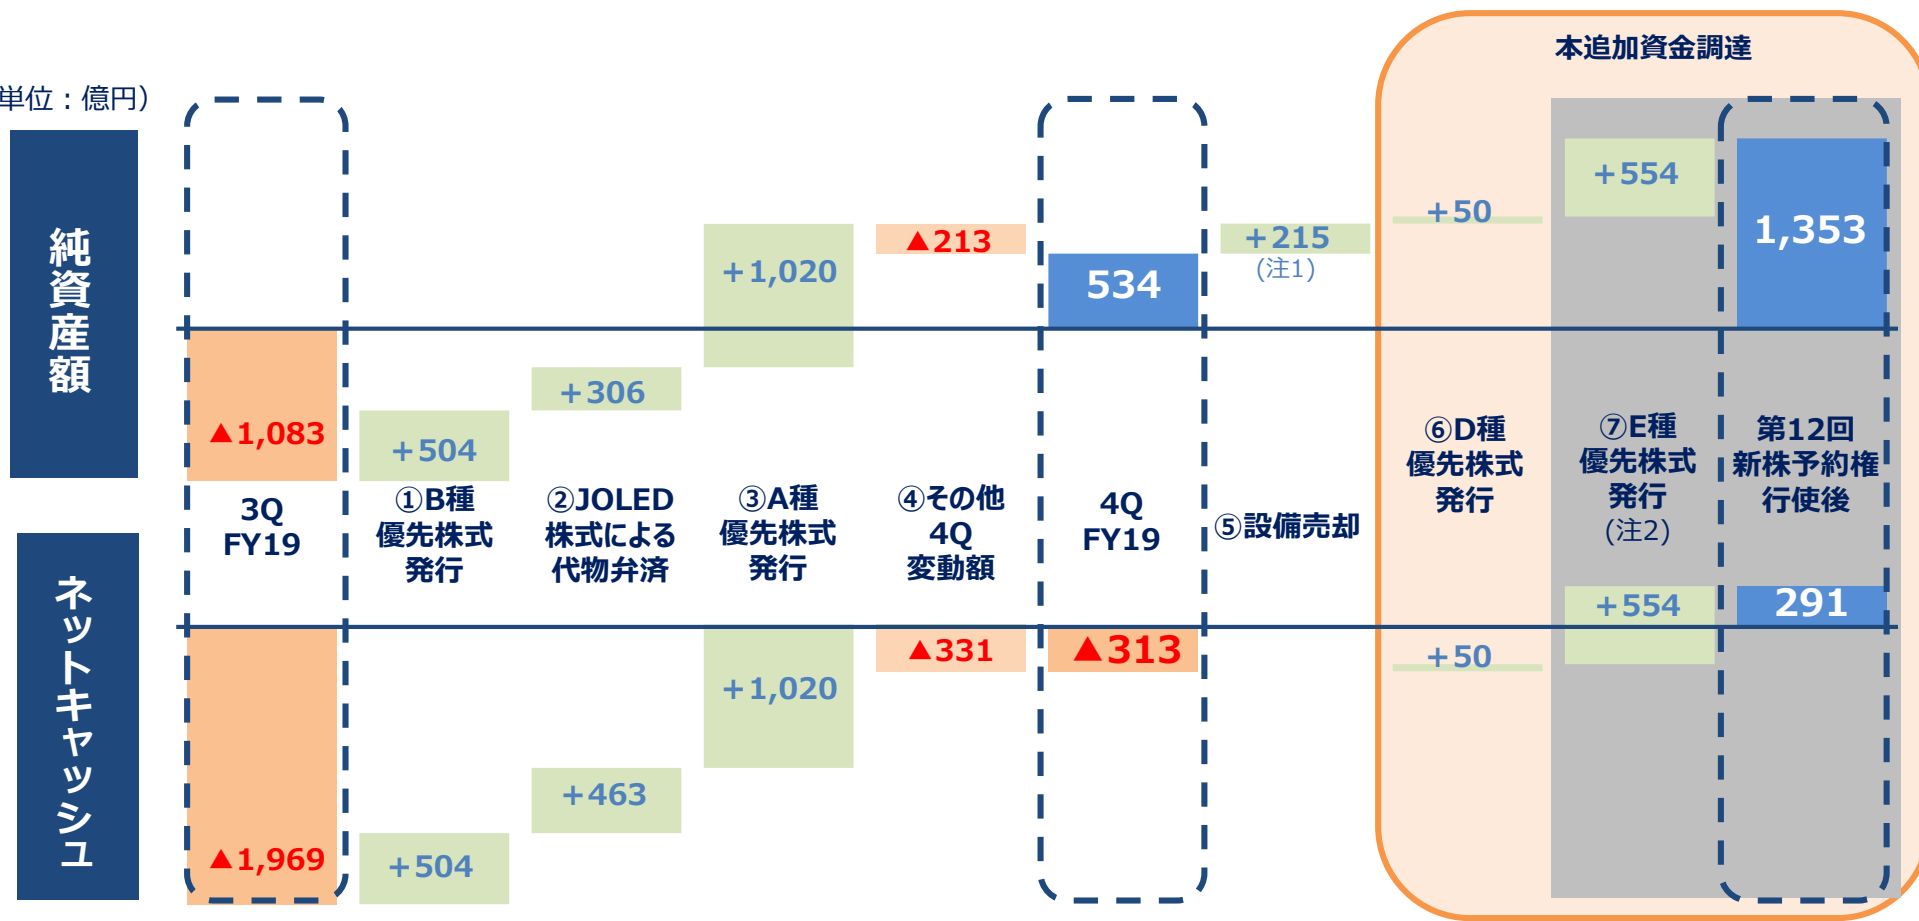 本追加資金調達
単位：億円）
純資産額
▲1,083
+504
+306
+1,020
▲213
534
+215
(注1)
+50
+554
1,353
3Q
FY19
①B種
優先株式
発行
②JOLED
株式による
代物弁済
③A種
優先株式
発行
④その他
4Q
変動額
4Q
FY19
⑤設備売却
⑥D種
優先株式
発行
⑦E種
優先株式
発行
(注2)
第12回
新株予約権
行使後
ネットキャッシュ
▲1,969
+504
+463
+1,020
▲331
▲313
+50
+554
291